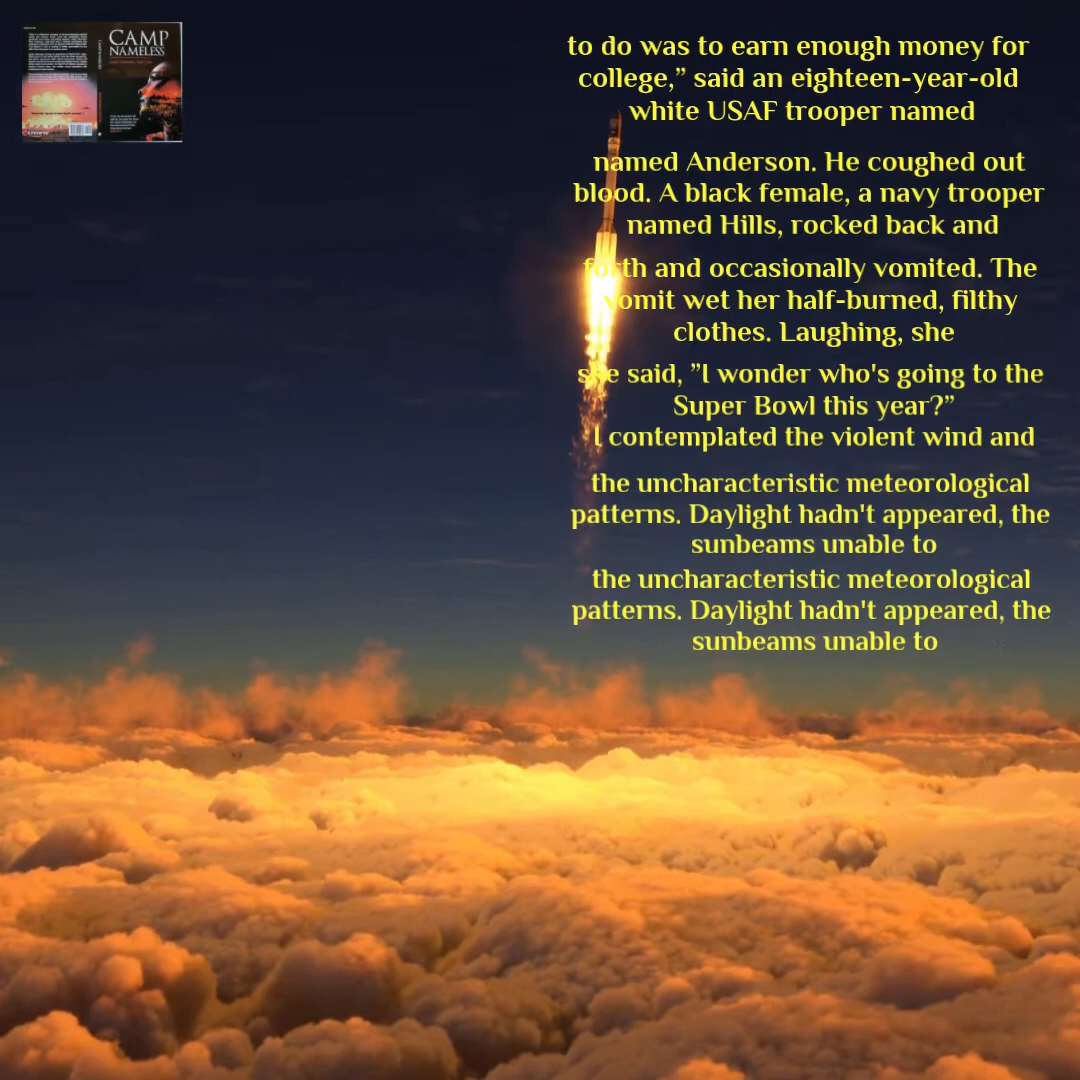 CAMP
NAMELESS
iUniverse
to do was to earn enough money for
college,” said an eighteen-year-old
white USAF trooper named
named Anderson. He coughed out
blood. A black female, a navy trooper
named Hills, rocked back and
forth and occasionally vomited. The
vomit wet her half-burned, filthy
clothes. Laughing, she
she said, ”I wonder who's going to the
Super Bowl this year?”
I contemplated the violent wind and
the uncharacteristic meteorological
patterns. Daylight hadn't appeared, the
sunbeams unable to
the uncharacteristic meteorological
patterns. Daylight hadn't appeared, the
sunbeams unable to